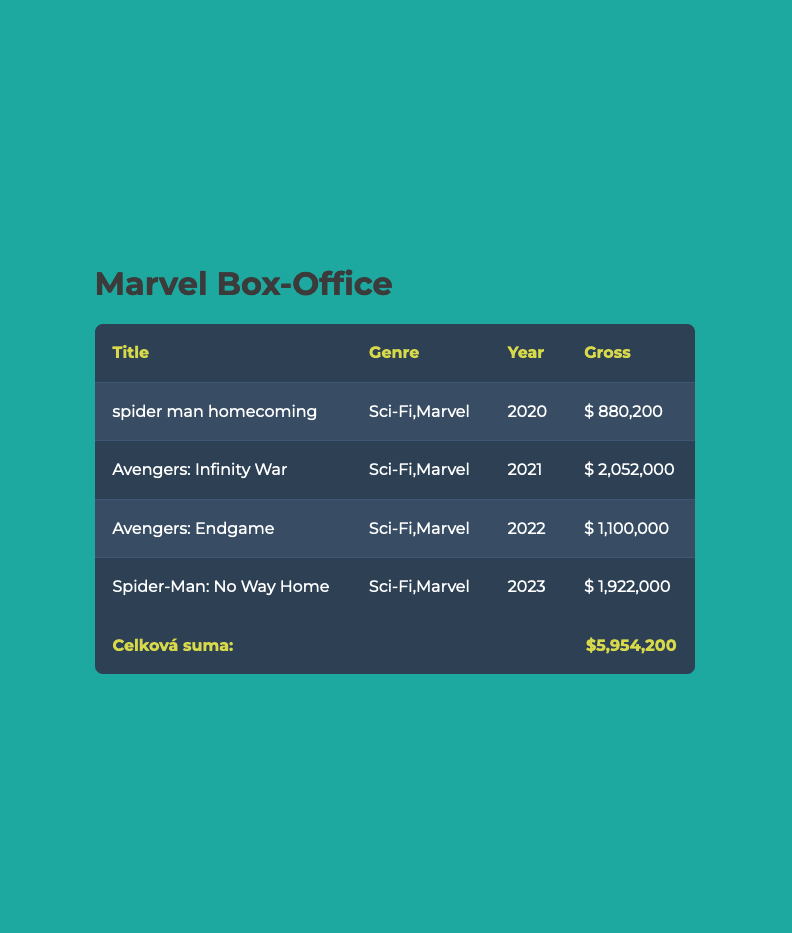 Marvel Box-Office
Title Genre Year Gross
spider man homecoming Sci-Fi,Marvel 2020 $ 880,200
Avengers: Infinity War Sci-Fi,Marvel 2021 $ 2,052,000
Avengers: Endgame Sci-Fi,Marvel 2022 $ 1,100,000
Spider-Man: No Way Home Sci-Fi,Marvel 2023 $ 1,922,000
Celková suma: $5,954,200